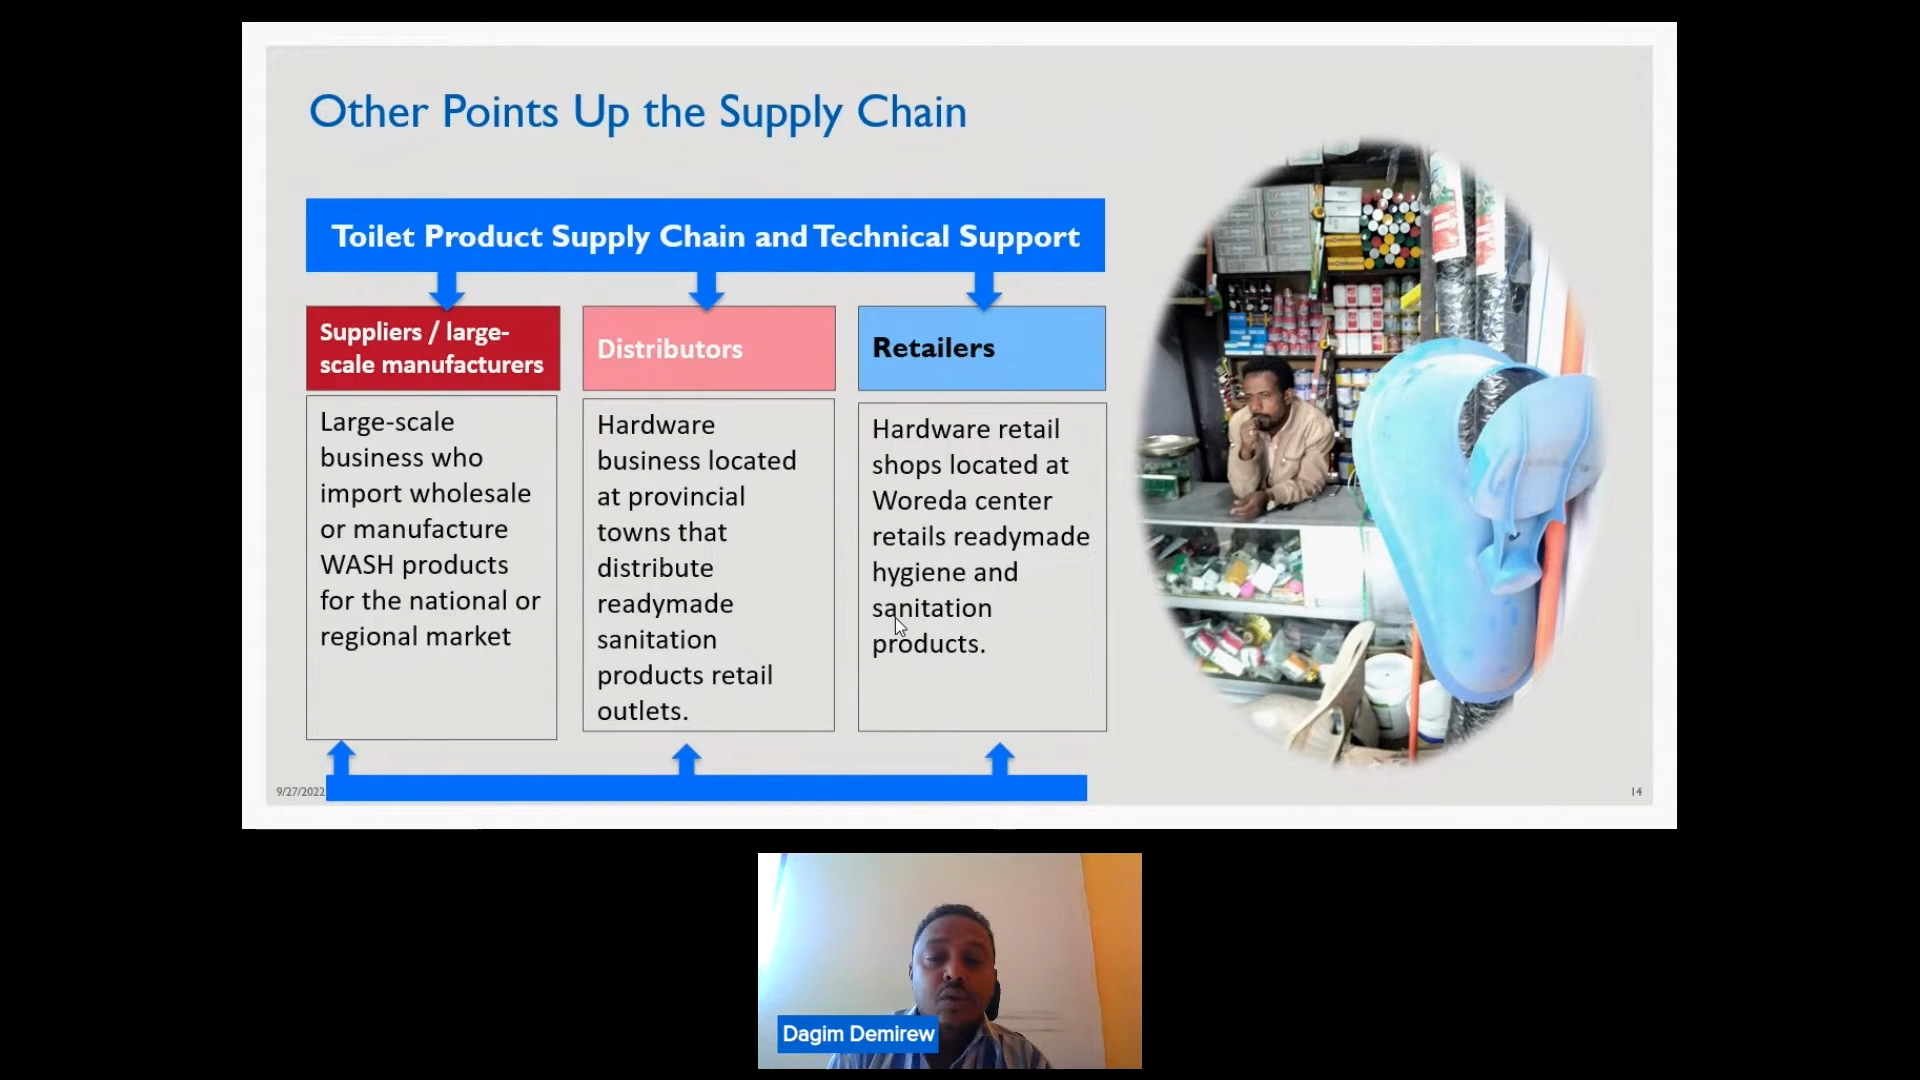 Other Points Up the Supply Chain
Toilet Product Supply Chain and Technical Support
Suppliers / large-
scale manufacturers
Large-scale
business who
import wholesale
or manufacture
WASH products
for the national or
regional market
Distributors
Hardware
business located
at provincial
towns that
distribute
readymade
sanitation
products retail
outlets.
Retailers
Hardware retail
shops located at
Woreda center
retails readymade
hygiene and
sanitation
products.
9/27/2022
14
Dagim Demirew